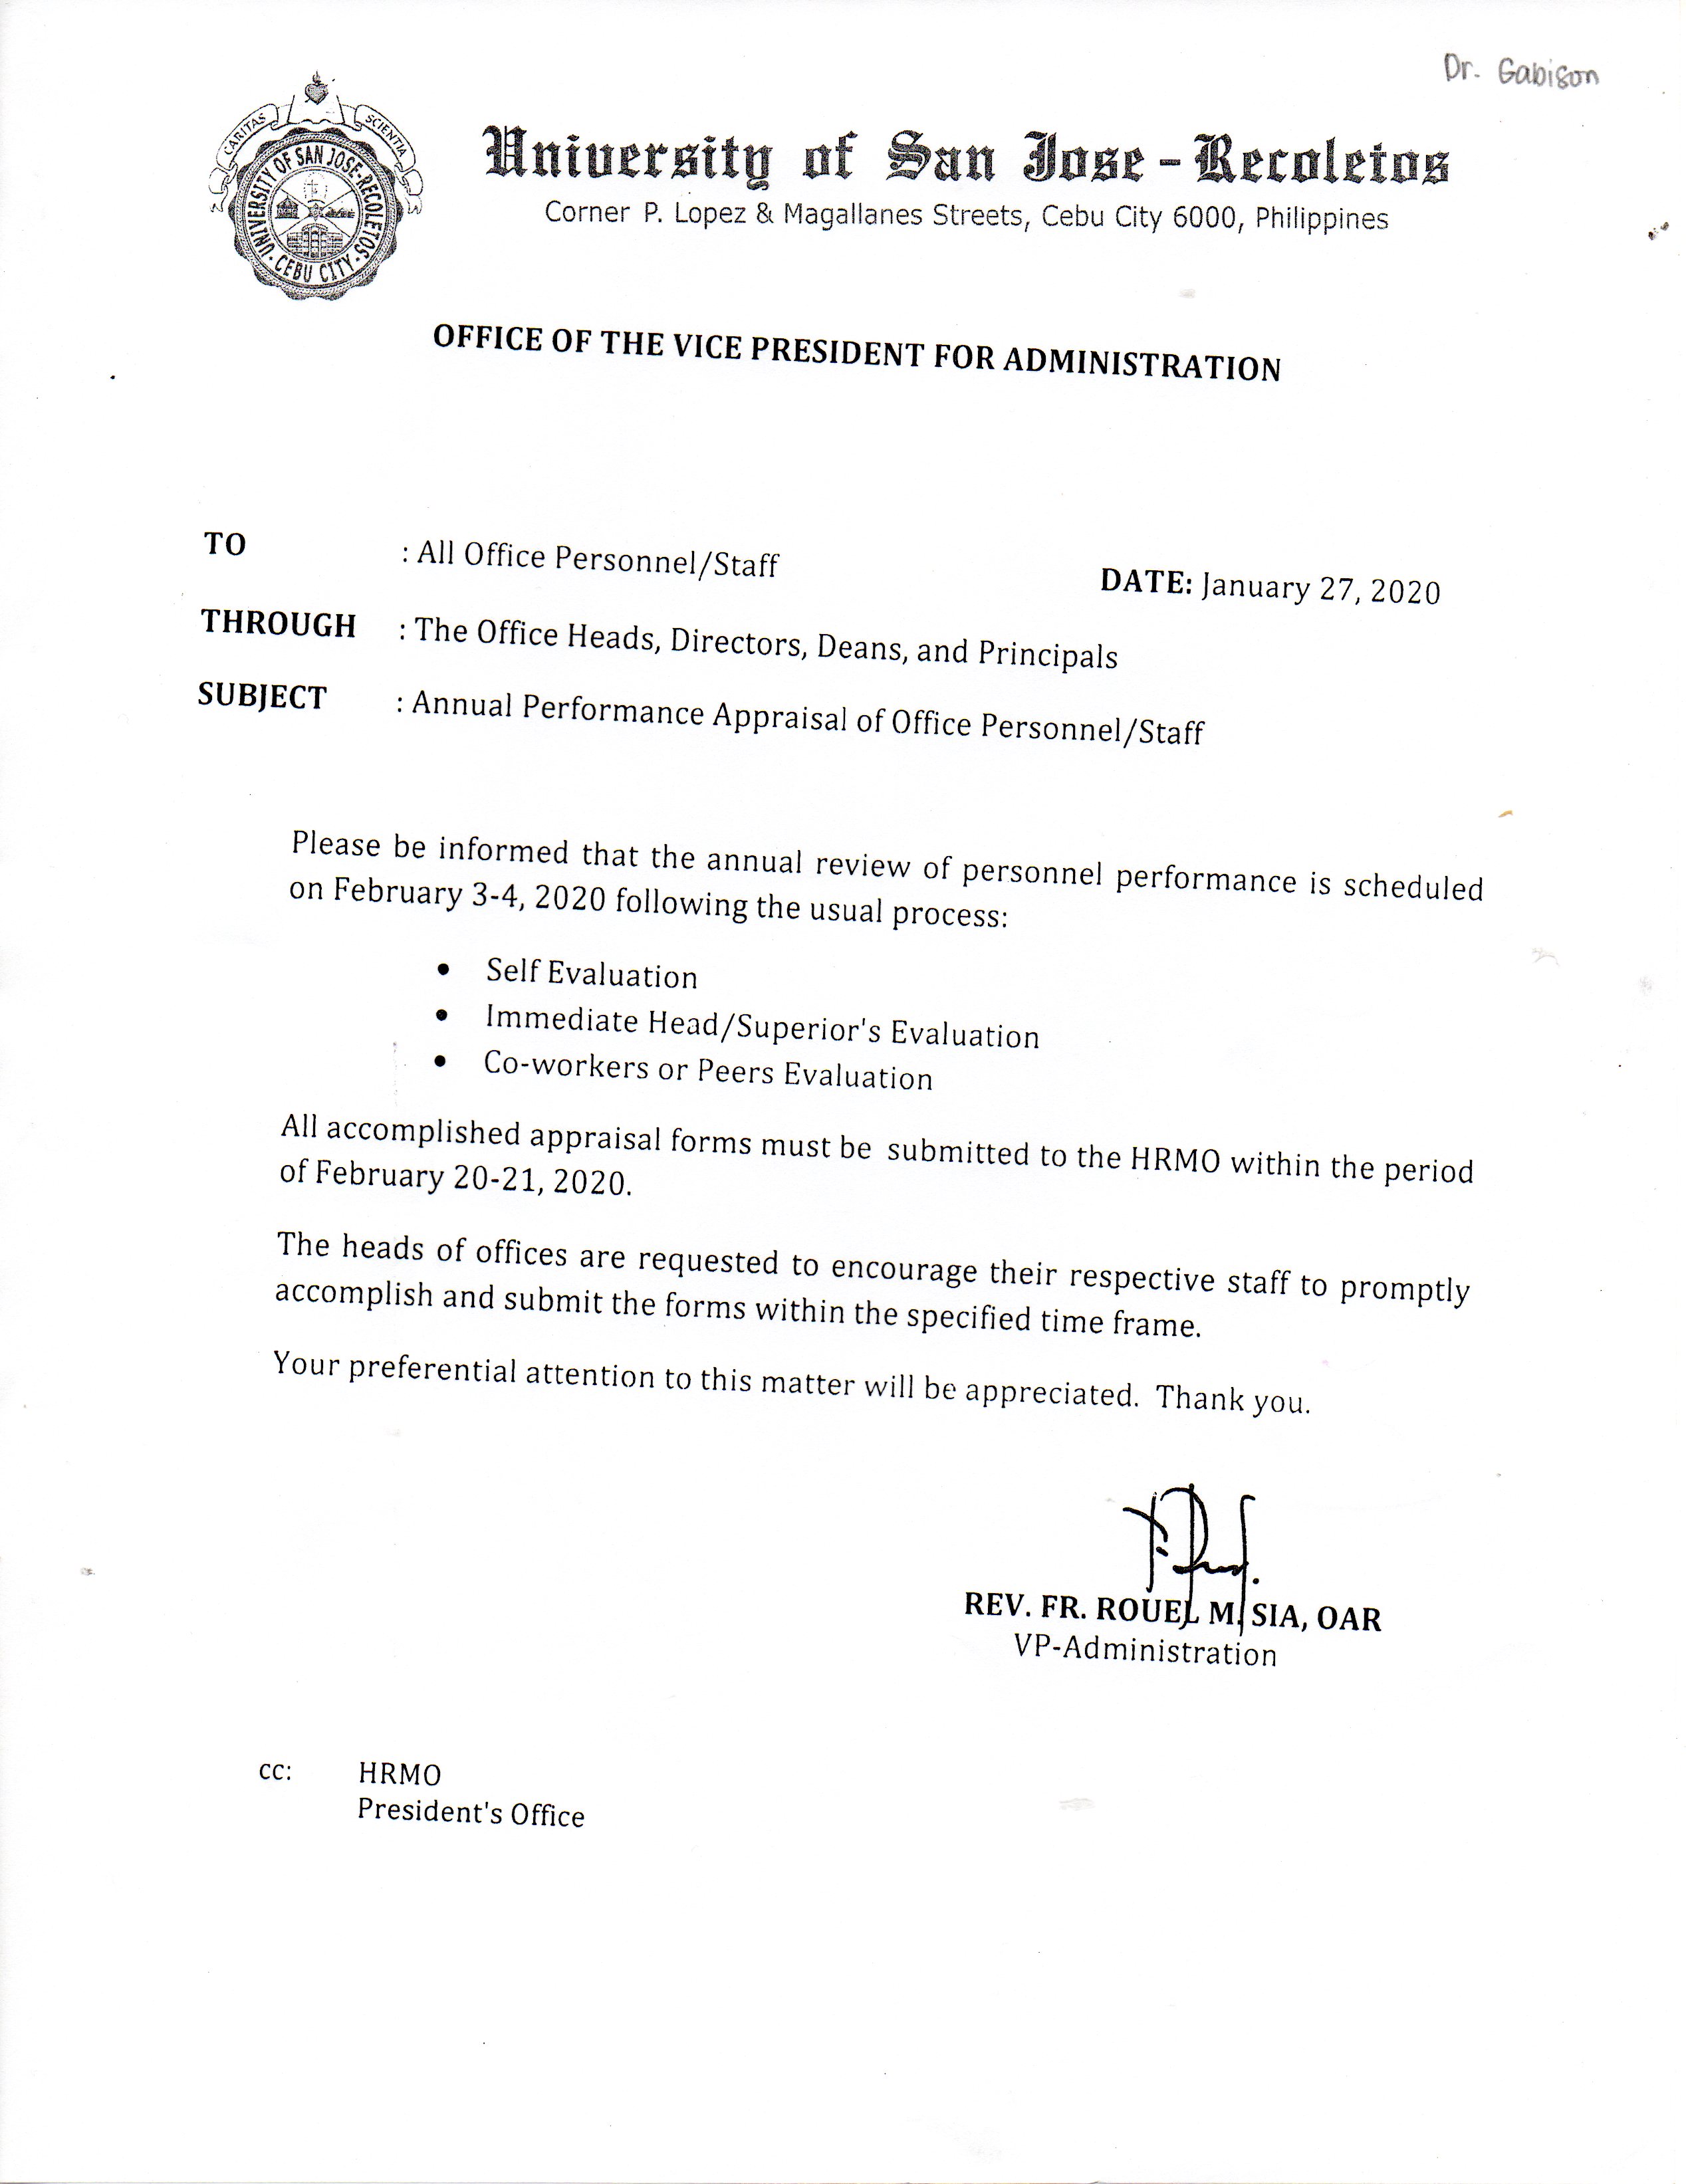 Dr. Gabison
CARITAS
SCIENTIA
UNIVERSITY OF SAN JOSE-RECOLETOS
CEBU CITY
University of San Jose-Recoletos
Corner P. Lopez & Magallanes Streets, Cebu City 6000, Philippines
OFFICE OF THE VICE PRESIDENT FOR ADMINISTRATION
TO : All Office Personnel/Staff
DATE: January 27, 2020
THROUGH : The Office Heads, Directors, Deans, and Principals
SUBJECT : Annual Performance Appraisal of Office Personnel/Staff
Please be informed that the annual review of personnel performance is scheduled
on February 3-4, 2020 following the usual process:
• Self Evaluation
• Immediate Head/Superior's Evaluation
• Co-workers or Peers Evaluation
All accomplished appraisal forms must be submitted to the HRMO within the period
of February 20-21, 2020.
The heads of offices are requested to encourage their respective staff to promptly
accomplish and submit the forms within the specified time frame.
Your preferential attention to this matter will be appreciated. Thank you.
REV. FR. ROUEL M. SIA, OAR
VP-Administration
cc: HRMO
President's Office